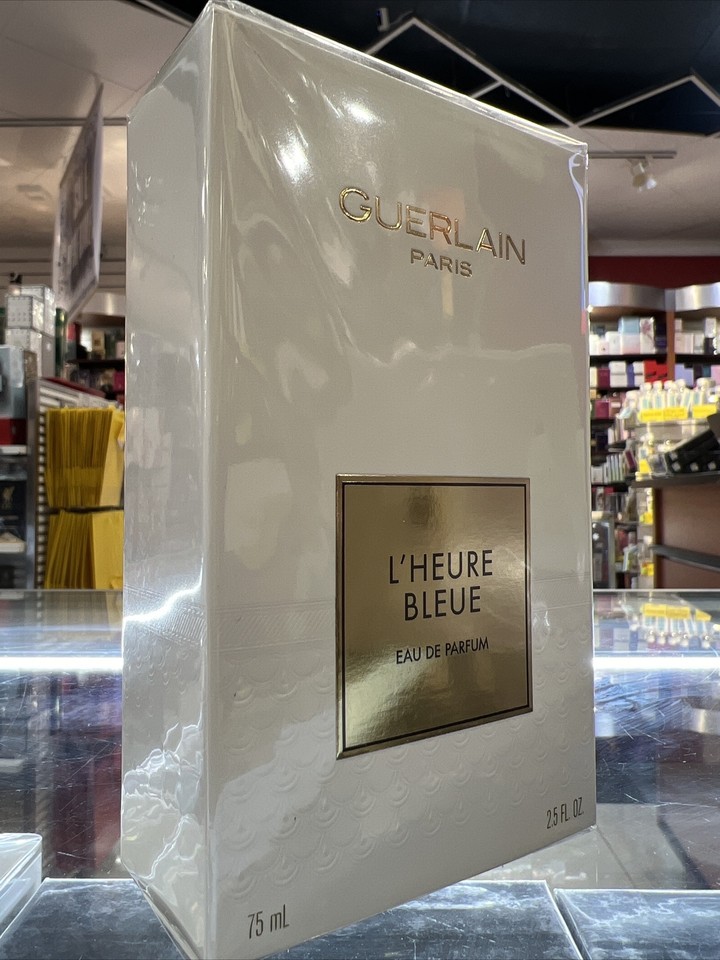 GUERLAIN
PARIS
L'HEURE
BLEUE
EAU DE PARFUM
2.5 FL. OZ.
75 mL